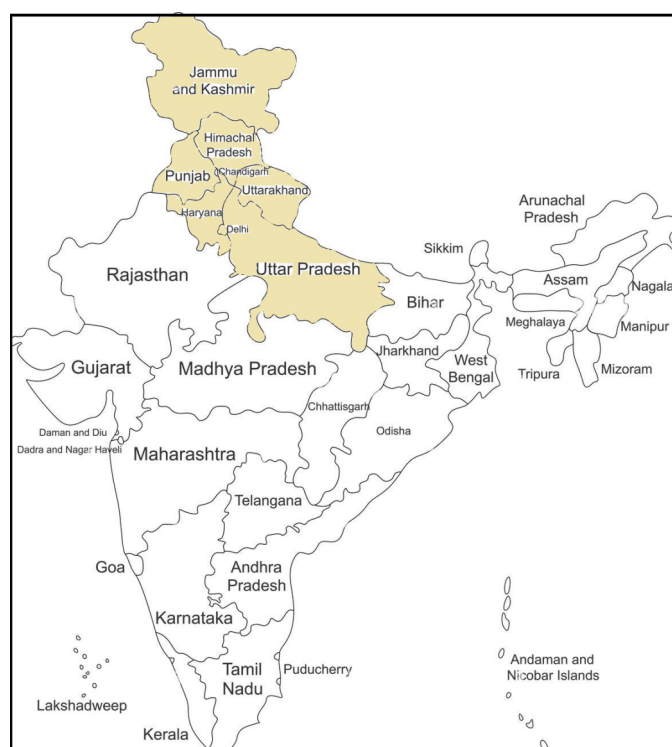 Jammu
and Kashmir
Himachal
Pradesh
Chandigarh
Punjab
Uttarakhand
Haryana
Delhi
Arunachal
Pradesh
Sikkim
Rajasthan
Uttar Pradesh
Assam
Nagala
Bihar
Meghalaya
Manipur
Jharkhand
West
Bengal
Gujarat
Madhya Pradesh
Tripura
Mizoram
Chhattisgarh
Daman and Diu
Odisha
Dadra and Nagar Haveli
Maharashtra
Telangana
Goa
Andhra
Pradesh
Karnataka
Tamil
Nadu
Puducherry
Andaman and
Nicobar Islands
Lakshadweep
Kerala